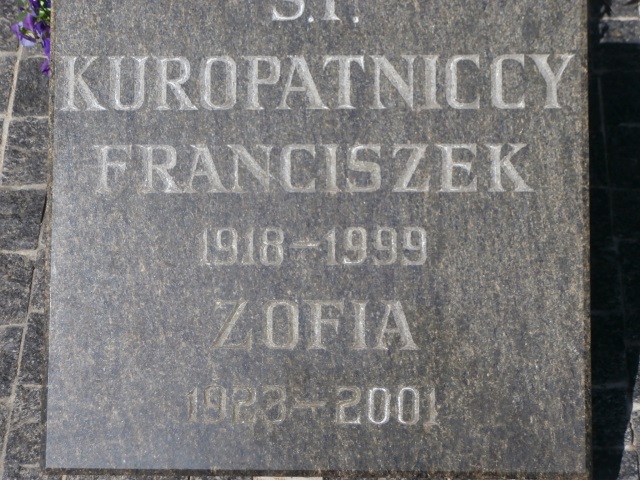 Ś.P.
KUROPATNICCY
FRANCISZEK
1918-1999
ZOFIA
1923-2001